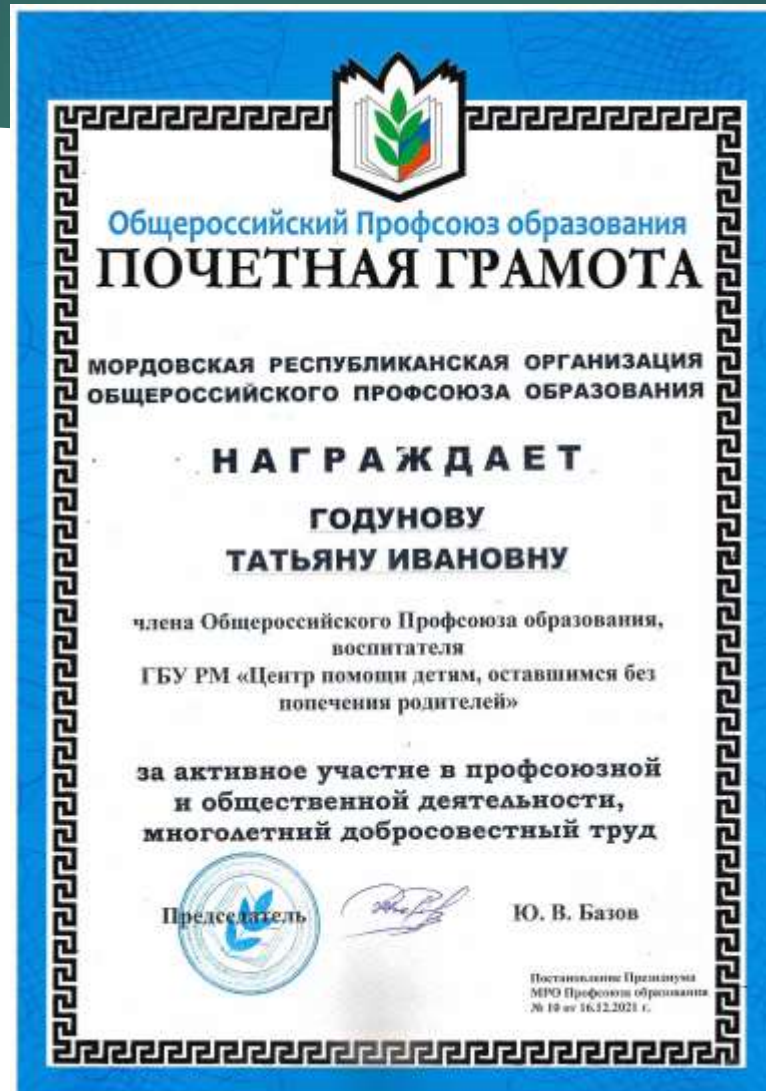 Общероссийский Профсоюз образования
ПОЧЕТНАЯ ГРАМОТА
МОРДОВСКАЯ РЕСПУБЛИКАНСКАЯ ОРГАНИЗАЦИЯ
ОБЩЕРОССИЙСКОГО ПРОФСОЮЗА ОБРАЗОВАНИЯ
НАГРАЖДАЕТ
ГОДУНОВУ
ТАТЬЯНУ ИВАНОВНУ
члена Общероссийского Профсоюза образования,
воспитателя
ГБУ РМ «Центр помощи детям, оставшимся без
попечения родителей»
за активное участие в профсоюзной
и общественной деятельности,
многолетний добросовестный труд
Председатель
Ю. В. Базов
Постановление Президиума
МРО Профсоюза образования
№ 10 от 16.12.2021 г.